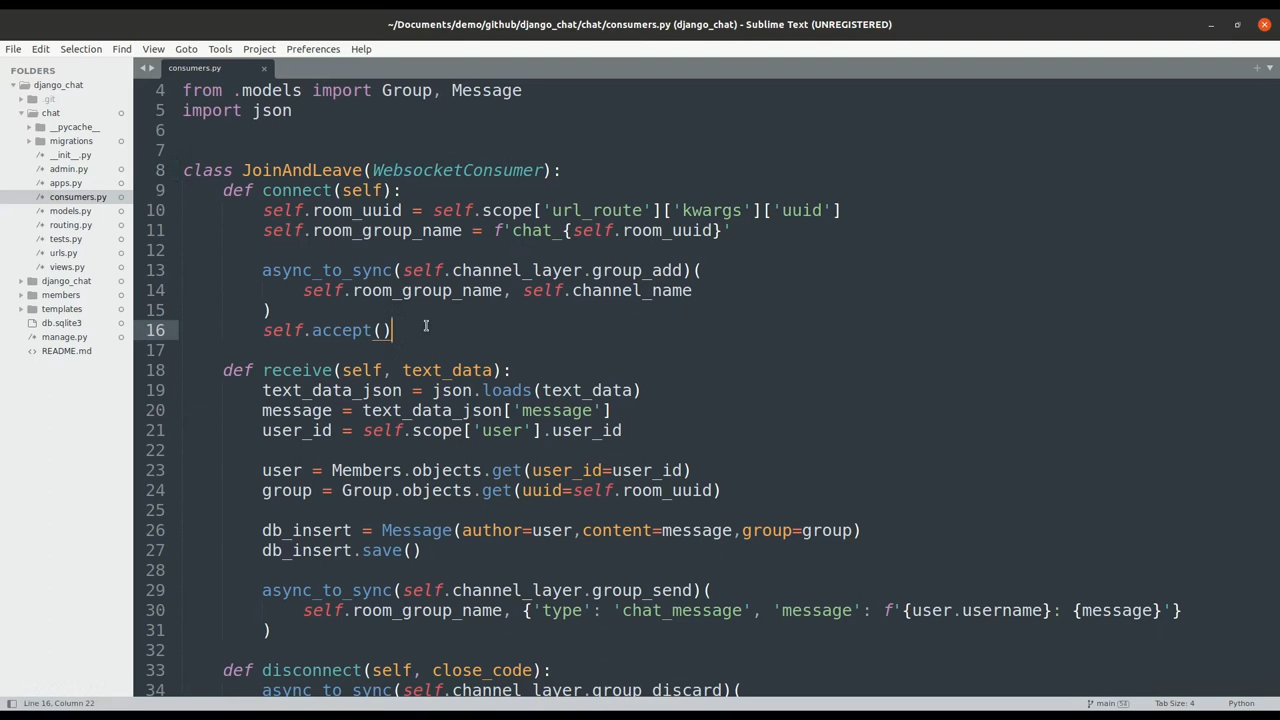 ~/Documents/demo/github/django_chat/chat/consumers.py (django_chat) - Sublime Text (UNREGISTERED)
File Edit Selection Find View Goto Tools Project Preferences Help
FOLDERS
django_chat
.git
chat
__pycache__
migrations
__init__.py
admin.py
apps.py
consumers.py
models.py
routing.py
tests.py
urls.py
views.py
django_chat
members
templates
db.sqlite3
manage.py
README.md
consumers.py
4 from .models import Group, Message
5 import json
6
7
8 class JoinAndLeave(WebsocketConsumer):
9     def connect(self):
10         self.room_uuid = self.scope['url_route']['kwargs']['uuid']
11         self.room_group_name = f'chat_{self.room_uuid}'
12
13         async_to_sync(self.channel_layer.group_add)(
14             self.room_group_name, self.channel_name
15         )
16         self.accept()
17
18     def receive(self, text_data):
19         text_data_json = json.loads(text_data)
20         message = text_data_json['message']
21         user_id = self.scope['user'].user_id
22
23         user = Members.objects.get(user_id=user_id)
24         group = Group.objects.get(uuid=self.room_uuid)
25
26         db_insert = Message(author=user,content=message,group=group)
27         db_insert.save()
28
29         async_to_sync(self.channel_layer.group_send)(
30             self.room_group_name, {'type': 'chat_message', 'message': f'{user.username}: {message}'}
31         )
32
33     def disconnect(self, close_code):
34         async_to_sync(self.channel_layer.group_discard)(
Line 16, Column 22
main
Tab Size: 4
Python